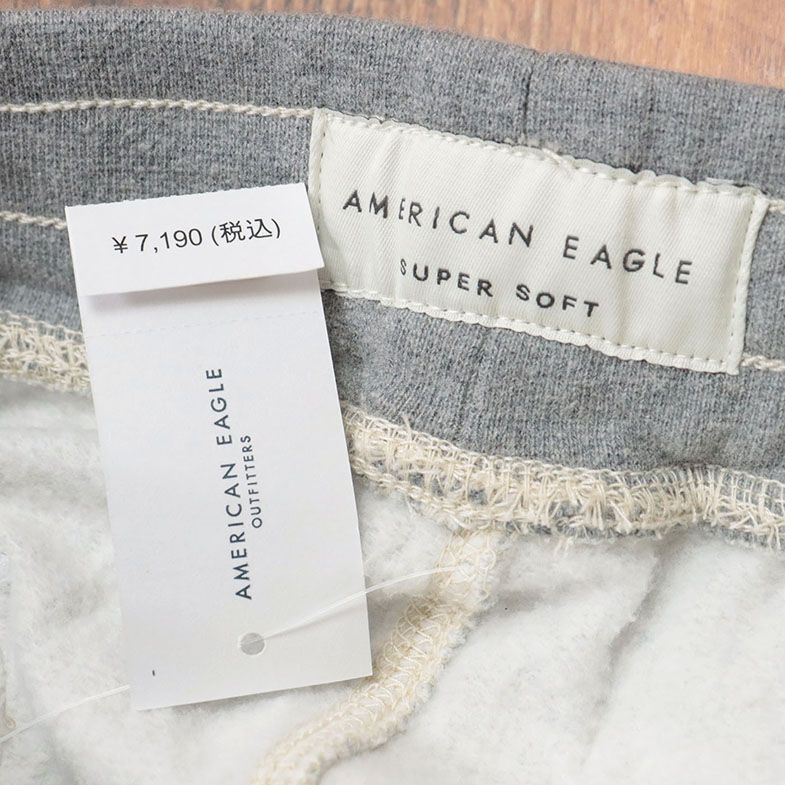 ¥7,190 (税込)
AMERICAN EAGLE
OUTFITTERS
AMERICAN EAGLE
SUPER SOFT